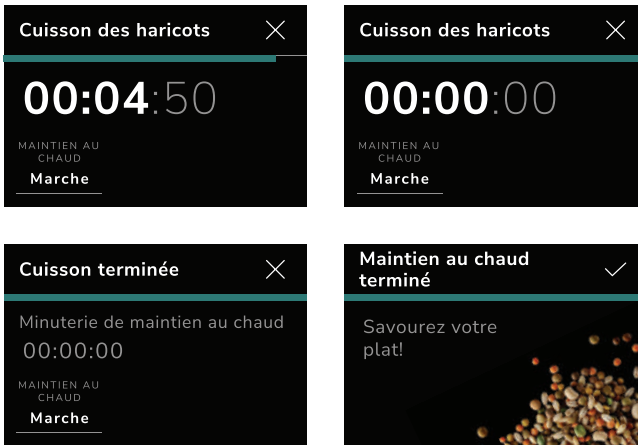 Cuisson des haricots
00:04:50
MAINTIEN AU
CHAUD
Marche
Cuisson des haricots
00:00:00
MAINTIEN AU
CHAUD
Marche
Cuisson terminée
Minuterie de maintien au chaud
00:00:00
MAINTIEN AU
CHAUD
Marche
Maintien au chaud
terminé
Savourez votre
plat!